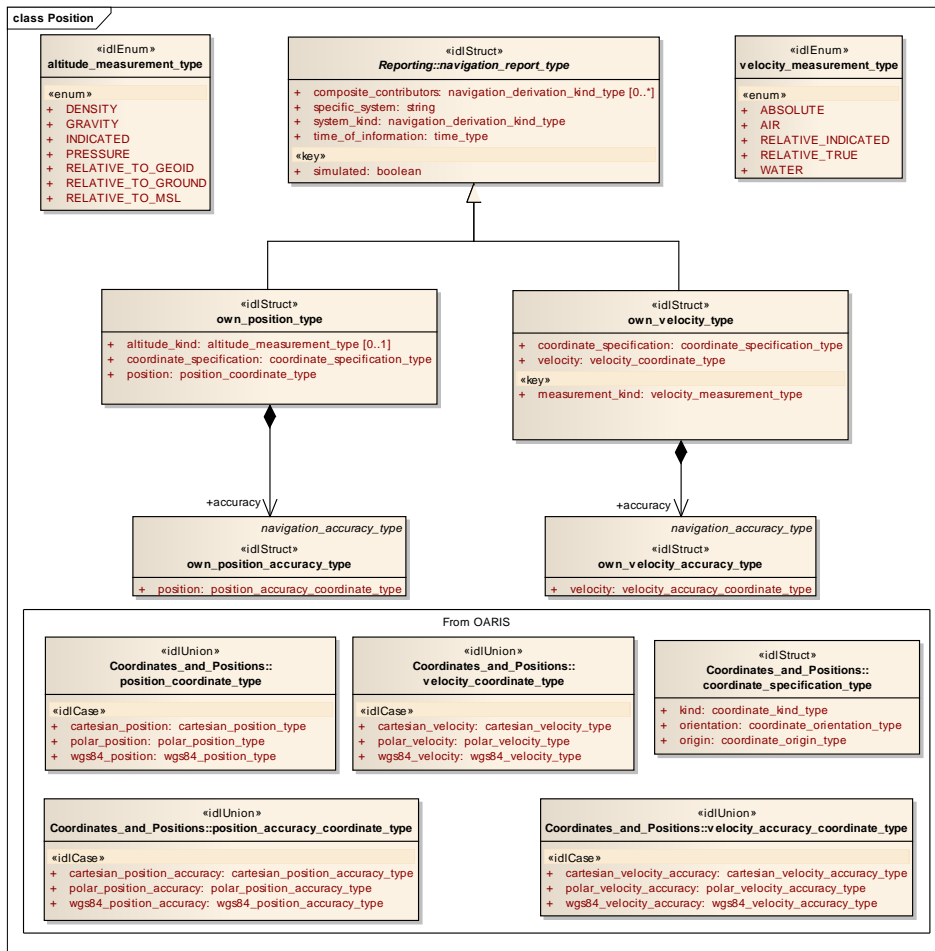 class Position
«idlEnum»
altitude_measurement_type
«enum»
+ DENSITY
+ GRAVITY
+ INDICATED
+ PRESSURE
+ RELATIVE_TO_GEOID
+ RELATIVE_TO_GROUND
+ RELATIVE_TO_MSL
«idlStruct»
Reporting::navigation_report_type
+ composite_contributors: navigation_derivation_kind_type [0..*]
+ specific_system: string
+ system_kind: navigation_derivation_kind_type
+ time_of_information: time_type
«key»
+ simulated: boolean
«idlEnum»
velocity_measurement_type
«enum»
+ ABSOLUTE
+ AIR
+ RELATIVE_INDICATED
+ RELATIVE_TRUE
+ WATER
«idlStruct»
own_position_type
+ altitude_kind: altitude_measurement_type [0..1]
+ coordinate_specification: coordinate_specification_type
+ position: position_coordinate_type
«idlStruct»
own_velocity_type
+ coordinate_specification: coordinate_specification_type
+ velocity: velocity_coordinate_type
«key»
+ measurement_kind: velocity_measurement_type
+accuracy
+accuracy
navigation_accuracy_type
«idlStruct»
own_position_accuracy_type
+ position: position_accuracy_coordinate_type
navigation_accuracy_type
«idlStruct»
own_velocity_accuracy_type
+ velocity: velocity_accuracy_coordinate_type
From OARIS
«idlUnion»
Coordinates_and_Positions::
position_coordinate_type
«idlCase»
+ cartesian_position: cartesian_position_type
+ polar_position: polar_position_type
+ wgs84_position: wgs84_position_type
«idlUnion»
Coordinates_and_Positions::
velocity_coordinate_type
«idlCase»
+ cartesian_velocity: cartesian_velocity_type
+ polar_velocity: polar_velocity_type
+ wgs84_velocity: wgs84_velocity_type
«idlStruct»
Coordinates_and_Positions::
coordinate_specification_type
+ kind: coordinate_kind_type
+ orientation: coordinate_orientation_type
+ origin: coordinate_origin_type
«idlUnion»
Coordinates_and_Positions::position_accuracy_coordinate_type
«idlCase»
+ cartesian_position_accuracy: cartesian_position_accuracy_type
+ polar_position_accuracy: polar_position_accuracy_type
+ wgs84_position_accuracy: wgs84_position_accuracy_type
«idlUnion»
Coordinates_and_Positions::velocity_accuracy_coordinate_type
«idlCase»
+ cartesian_velocity_accuracy: cartesian_velocity_accuracy_type
+ polar_velocity_accuracy: polar_velocity_accuracy_type
+ wgs84_velocity_accuracy: wgs84_velocity_accuracy_type